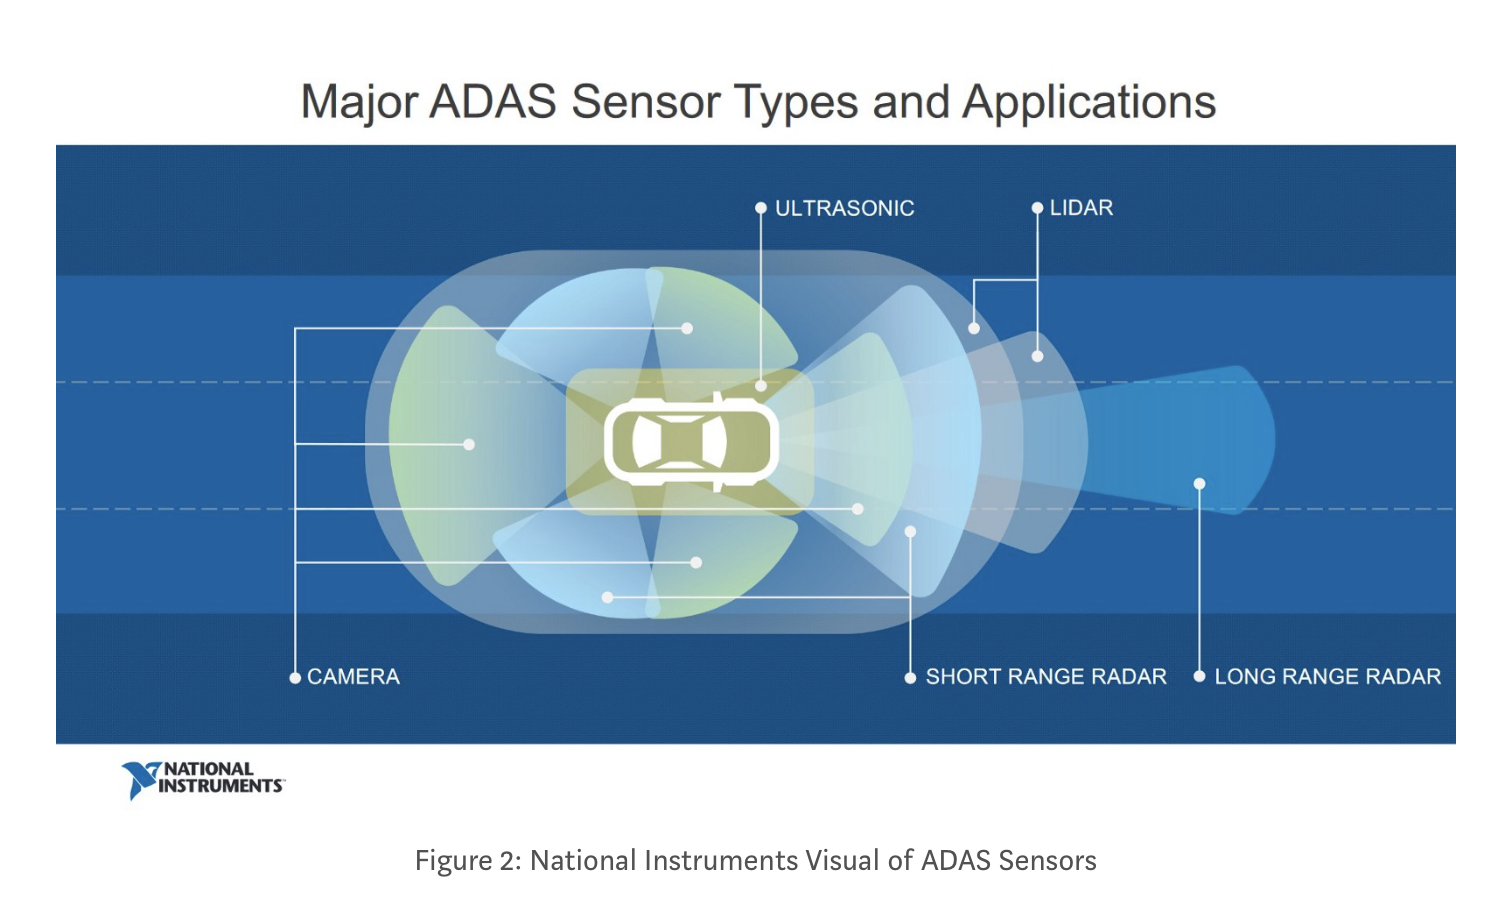 Major ADAS Sensor Types and Applications
ULTRASONIC
LIDAR
CAMERA
SHORT RANGE RADAR
LONG RANGE RADAR
NATIONAL
INSTRUMENTS™
Figure 2: National Instruments Visual of ADAS Sensors